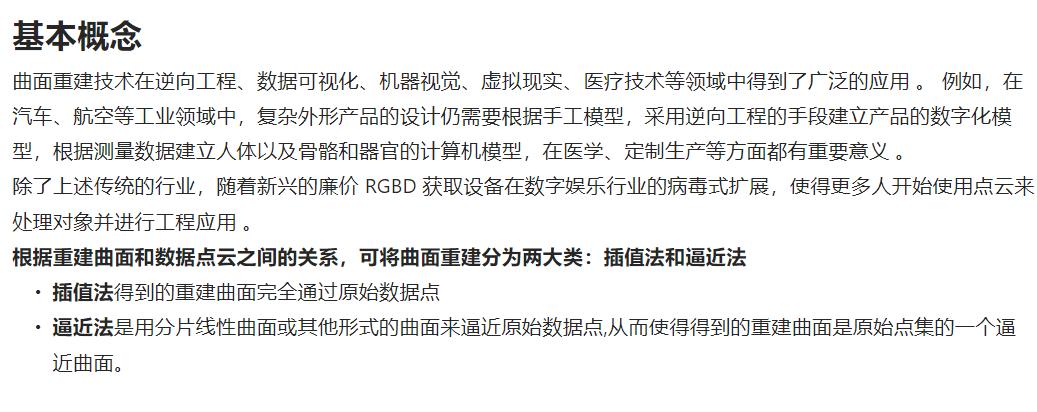 基本概念
曲面重建技术在逆向工程、数据可视化、机器视觉、虚拟现实、医疗技术等领域中得到了广泛的应用 。 例如，在
汽车、航空等工业领域中，复杂外形产品的设计仍需要根据手工模型，采用逆向工程的手段建立产品的数字化模
型，根据测量数据建立人体以及骨骼和器官的计算机模型，在医学、定制生产等方面都有重要意义 。
除了上述传统的行业，随着新兴的廉价 RGBD 获取设备在数字娱乐行业的病毒式扩展，使得更多人开始使用点云来
处理对象并进行工程应用 。
根据重建曲面和数据点云之间的关系，可将曲面重建分为两大类：插值法和逼近法
• 插值法得到的重建曲面完全通过原始数据点
• 逼近法是用分片线性曲面或其他形式的曲面来逼近原始数据点,从而使得得到的重建曲面是原始点集的一个逼
近曲面。